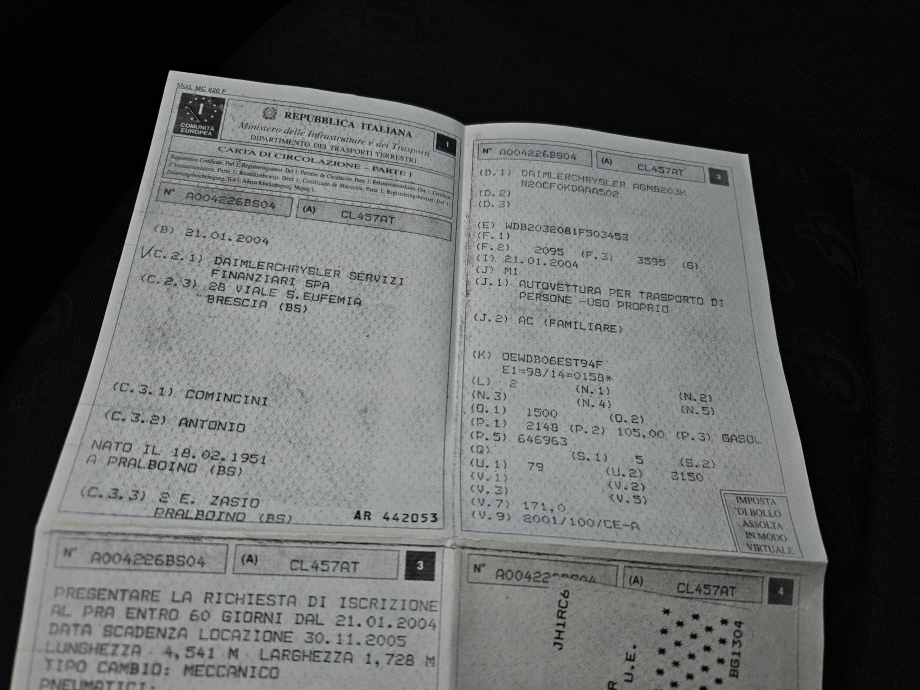 Mod. MC 820 F
I
COMUNITÀ
EUROPEA
REPUBBLICA ITALIANA
Ministero delle Infrastrutture e dei Trasporti
DIPARTIMENTO DEI TRASPORTI TERRESTRI
1
CARTA DI CIRCOLAZIONE - PARTE I
N° A004226BS04 (A) CL457AT
(B) 21.01.2004
(C.2.1) DAIMLERCHRYSLER SERVIZI
FINANZIARI SPA
(C.2.3) 28 VIALE S.EUFEMIA
BRESCIA (BS)
(C.3.1) COMINCINI
(C.3.2) ANTONIO
NATO IL 18.02.1951
A PRALBOINO (BS)
(C.3.3) 2 E. ZASIO
PRALBOINO (BS)
AR 442053
N° A004226BS04 (A) CL457AT 2
(D.1) DAIMLERCHRYSLER AGMB203K
R20CF0KDAAA502
(D.2)
(D.3)
(E) WDB2032081F503453
(F.1)
(F.2) 2095 (F.3) 3595 (G)
(I) 21.01.2004
(J) M1
(J.1) AUTOVETTURA PER TRASPORTO DI
PERSONE -USO PROPRIO
(J.2) AC (FAMILIARE)
(K) OEWDB06EST94F
E1*98/14*0158*
(L) 2 (N.1) (N.2)
(N.3) (N.4) (N.5)
(O.1) 1500 (O.2)
(P.1) 2148 (P.2) 105,00 (P.3) GASOL
(P.5) 646963
(Q) (S.1) 5 (S.2)
(U.1) 79 (U.2) 3150
(V.1) (V.2)
(V.3) (V.5)
(V.7) 171,0
(V.9) 2001/100/CE-A
IMPOSTA
DI BOLLO
ASSOLTA
IN MODO
VIRTUALE
N° A004226BS04 (A) CL457AT 3
PRESENTARE LA RICHIESTA DI ISCRIZIONE
AL PRA ENTRO 60 GIORNI DAL 21.01.2004
DATA SCADENZA LOCAZIONE 30.11.2005
LUNGHEZZA 4,541 M LARGHEZZA 1,728 M
TIPO CAMBIO: MECCANICO
PNEUMATICI:
N° (A) CL457AT 4
JH1RC6
U.E.
BG1304